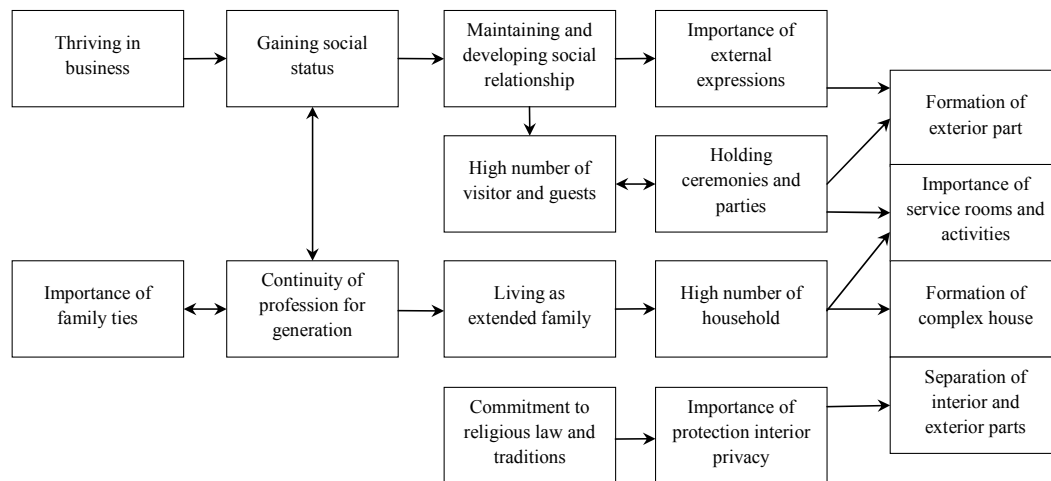 Thriving in
business
Gaining social
status
Maintaining and
developing social
relationship
Importance of
external
expressions
Formation of
exterior part
High number of
visitor and guests
Holding
ceremonies and
parties
Importance of
service rooms and
activities
Importance of
family ties
Continuity of
profession for
generation
Living as
extended family
High number of
household
Formation of
complex house
Commitment to
religious law and
traditions
Importance of
protection interior
privacy
Separation of
interior and
exterior parts